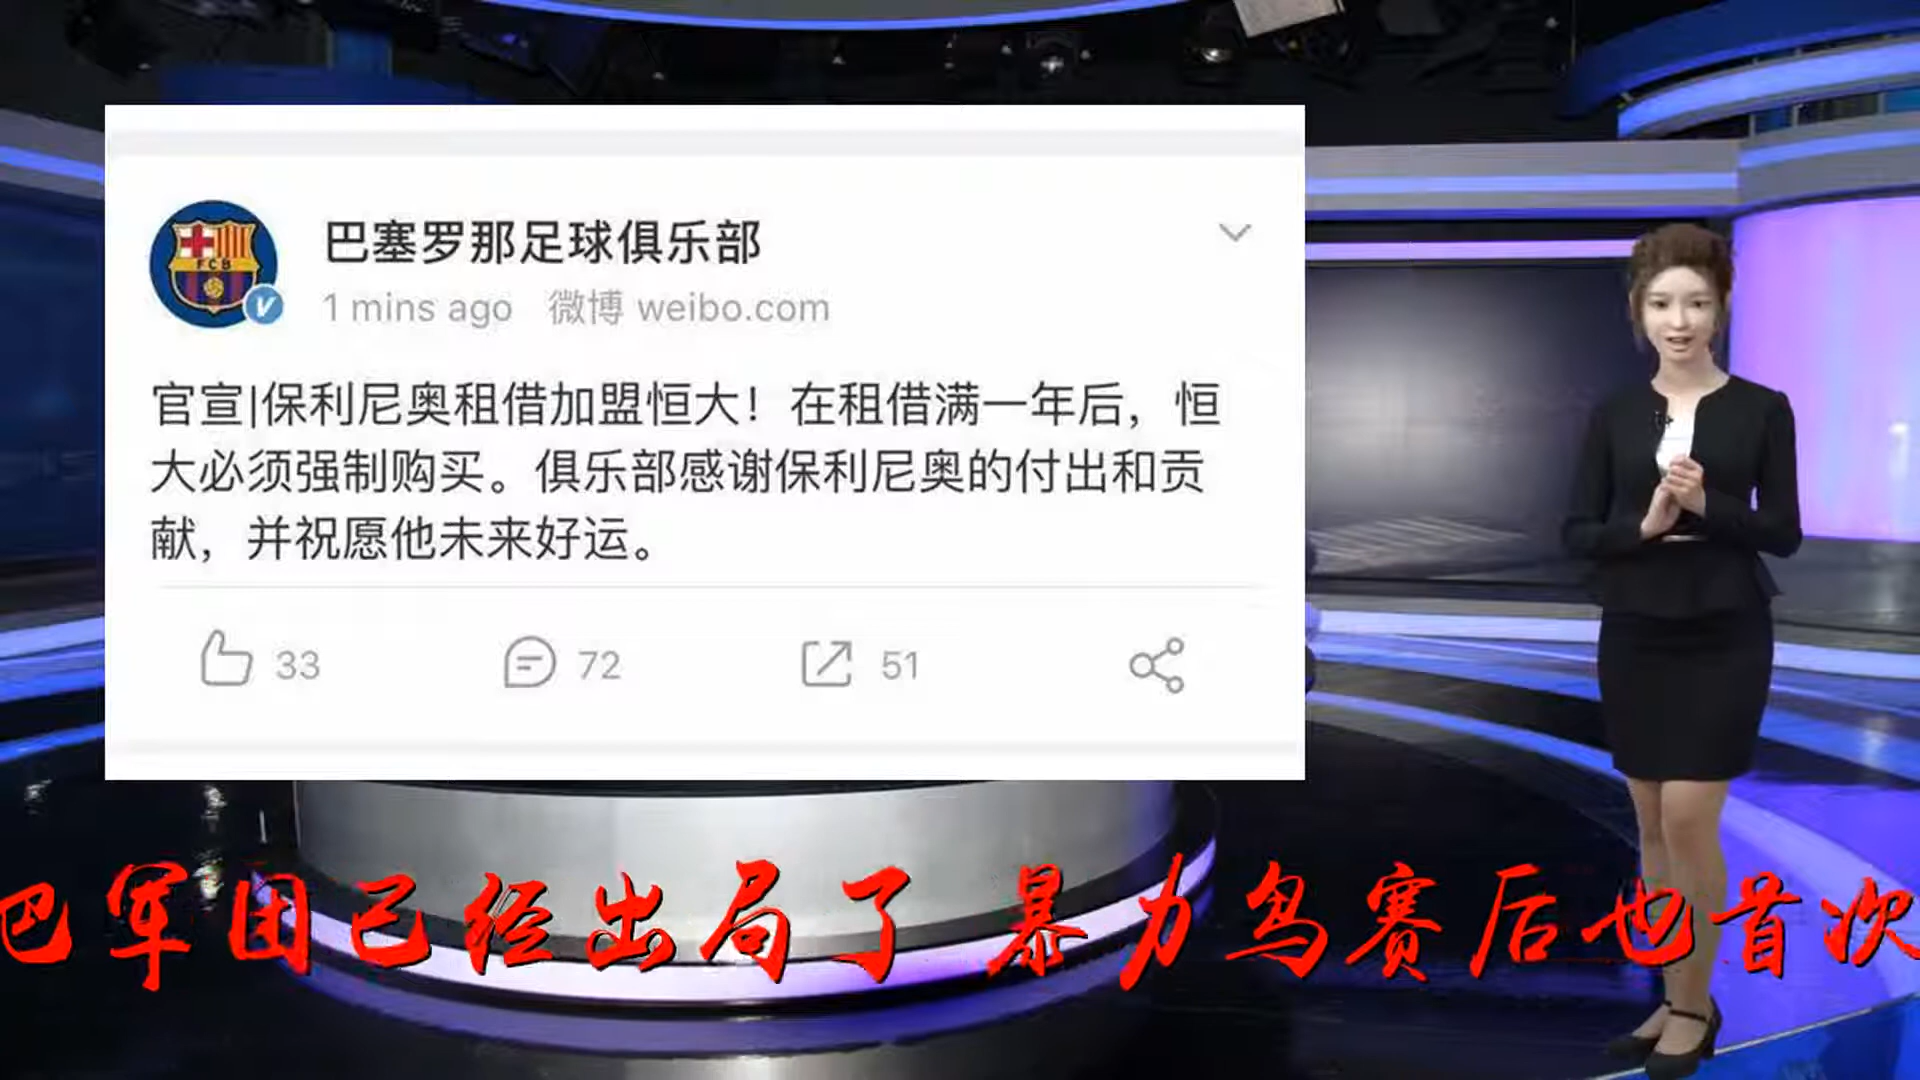 FCB
巴塞罗那足球俱乐部
1 mins ago 微博 weibo.com
官宣|保利尼奥租借加盟恒大！在租借满一年后，恒
大必须强制购买。俱乐部感谢保利尼奥的付出和贡
献，并祝愿他未来好运。
33 72 51
巴军团已经出局了 暴力鸟赛后也首次